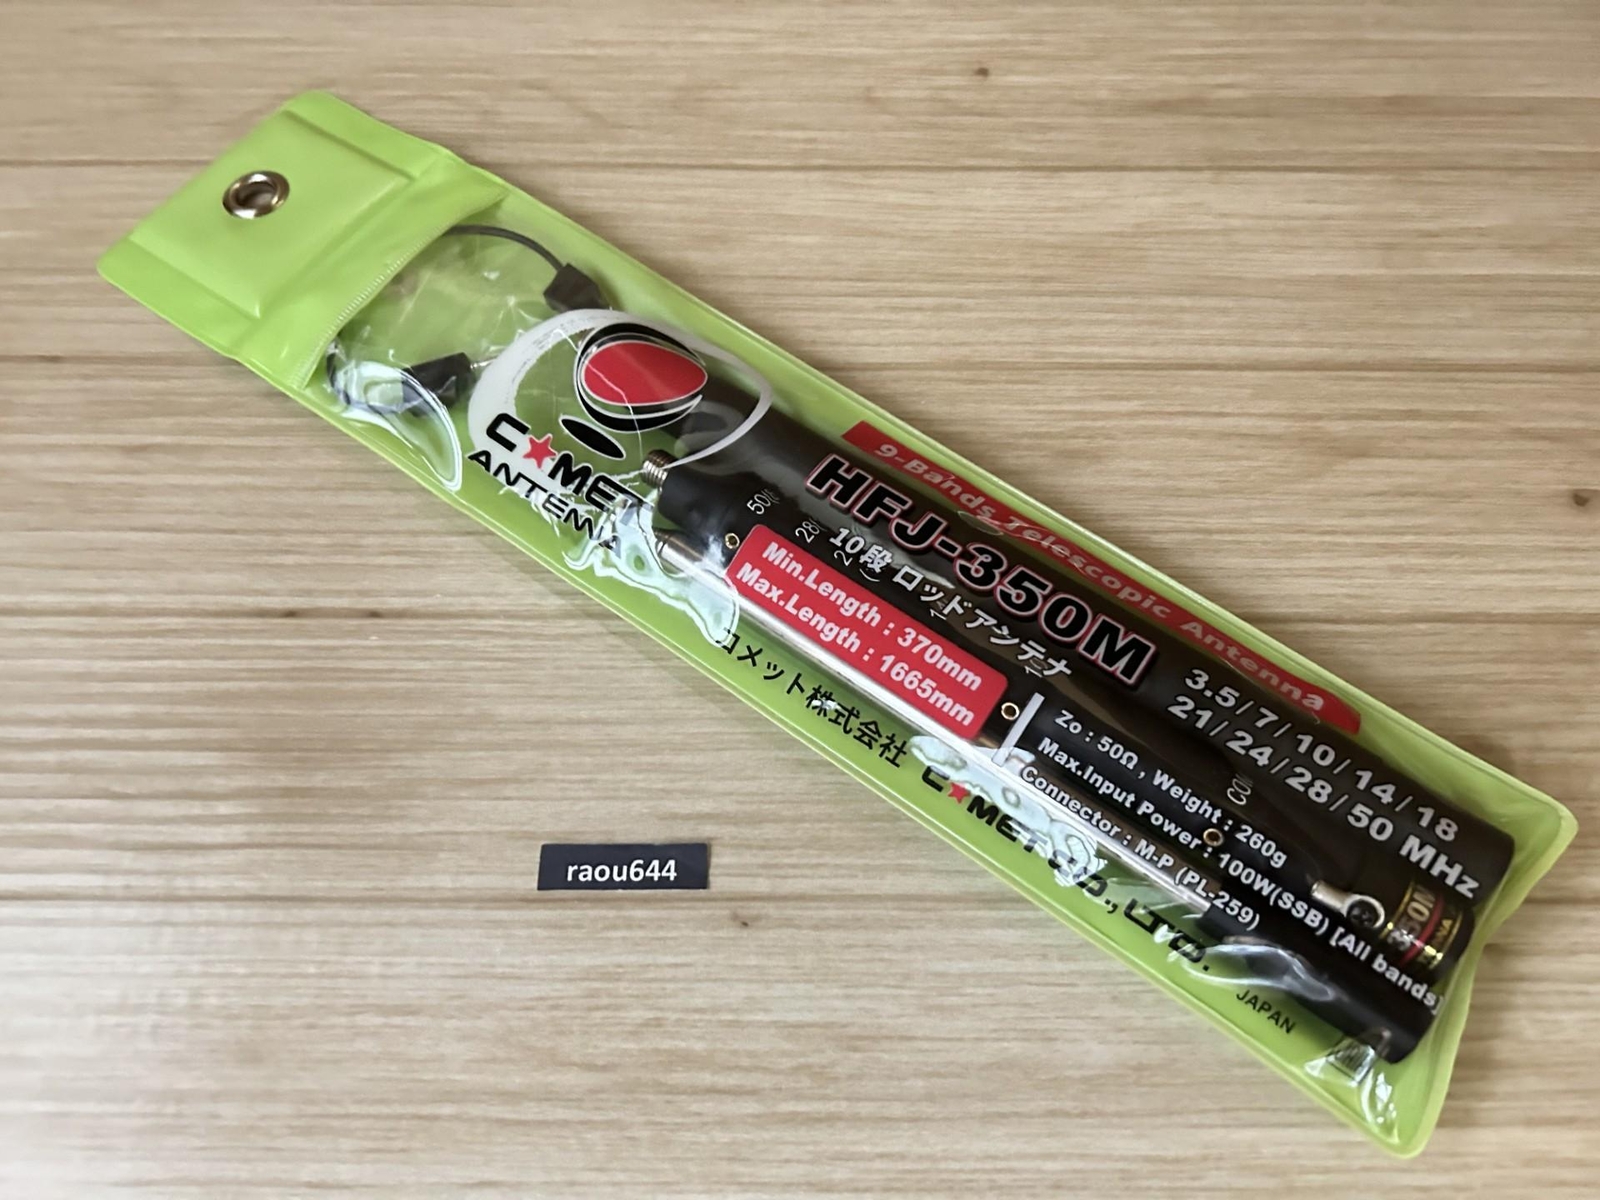 COMET
ANTENNA
9-Bands Telescopic Antenna
HFJ-350M
10段 ロッドアンテナ
Min.Length : 370mm
Max.Length : 1665mm
3.5/7/10/14/18
21/24/28/50 MHz
Zo : 50Ω , Weight : 260g
Max.Input Power : 100W(SSB) [All bands]
Connector : M-P (PL-259)
コメット株式会社 COMET CO., LTD.
JAPAN
COIL
raou644